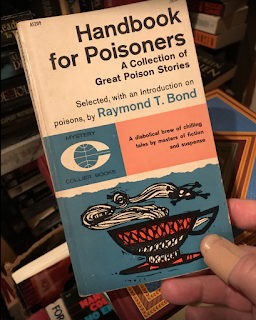 AS289
Handbook
for Poisoners
A Collection of
Great Poison Stories
Selected, with an Introduction on
poisons, by Raymond T. Bond
MYSTERY
COLLIER BOOKS
A diabolical brew of chilling
tales by masters of fiction
and suspense